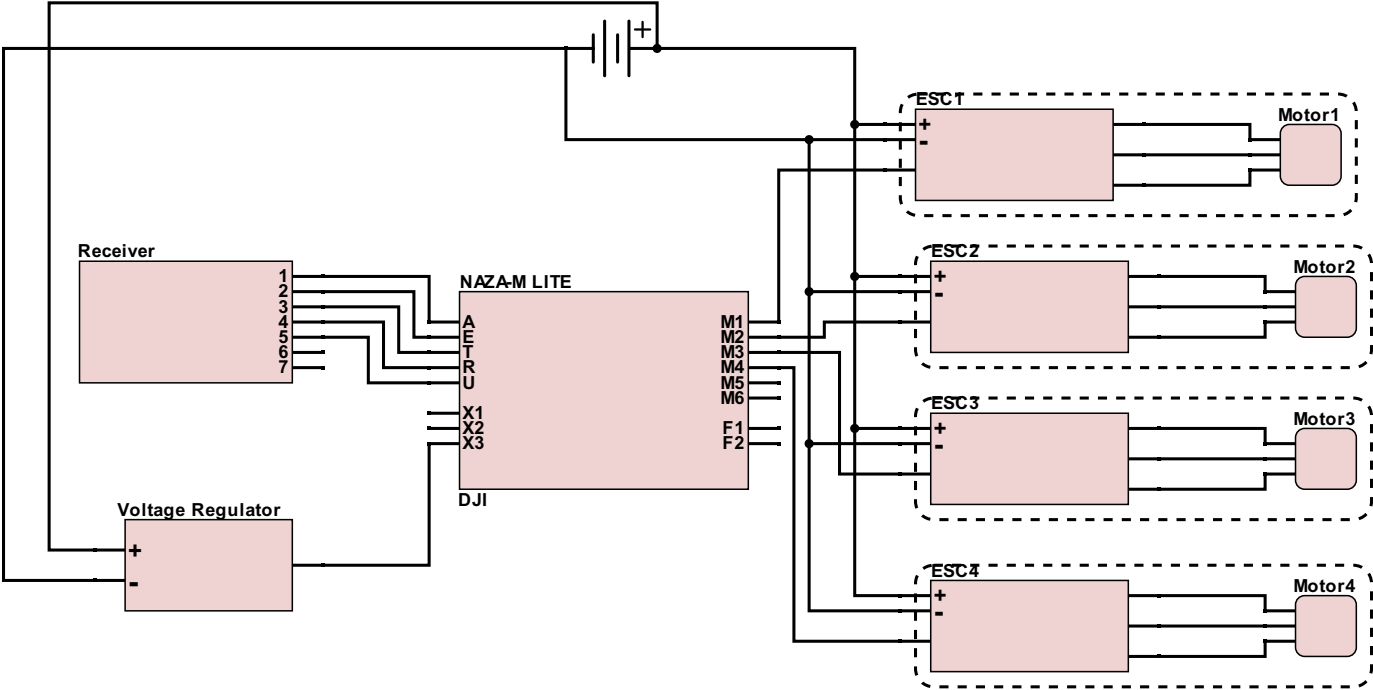 +
ESC1
Motor1
+
-
Receiver
1
2
3
4
5
6
7
NAZA-M LITE
A
E
T
R
U
X1
X2
X3
M1
M2
M3
M4
M5
M6
F1
F2
DJI
ESC2
Motor2
+
-
ESC3
Motor3
+
-
Voltage Regulator
+
-
ESC4
Motor4
+
-